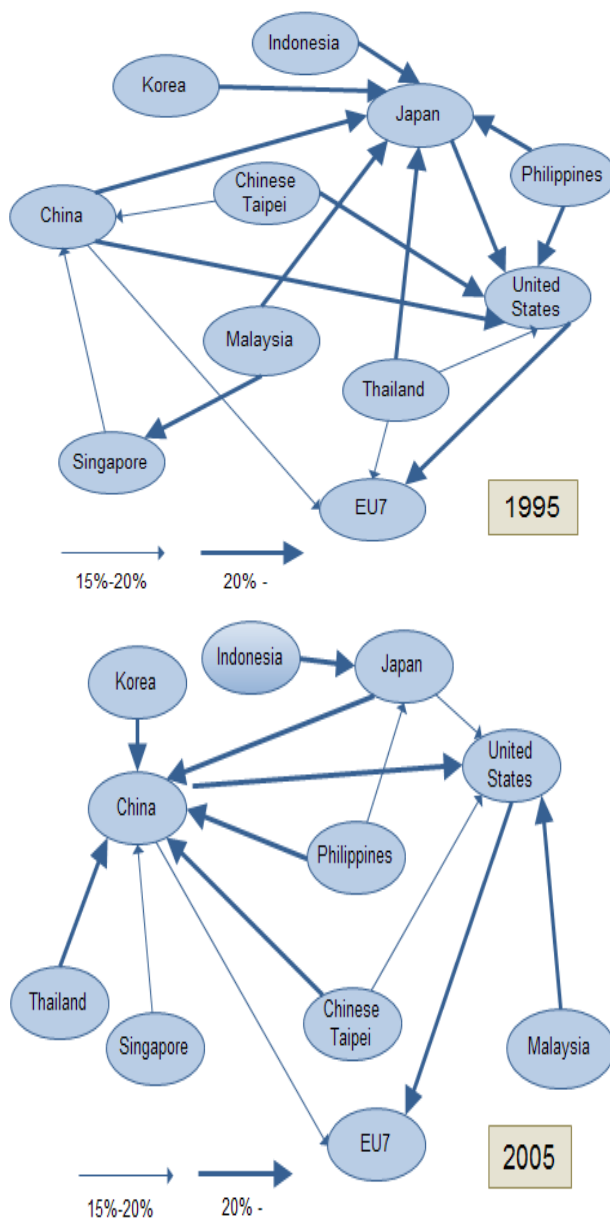 Indonesia
Korea
Japan
Chinese
Taipei
Philippines
China
United
States
Malaysia
Thailand
Singapore
EU7
1995
15%-20%
20% -
Indonesia
Japan
Korea
United
States
China
Philippines
Thailand
Chinese
Taipei
Singapore
Malaysia
EU7
2005
15%-20%
20% -